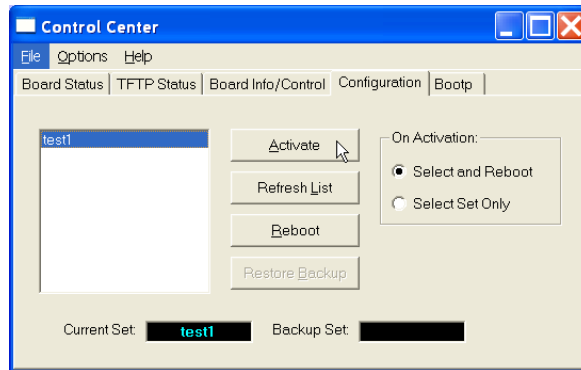 Control Center
File Options Help
Board Status TFTP Status Board Info/Control Configuration Bootp
test1
Activate
Refresh List
Reboot
Restore Backup
On Activation:
Select and Reboot
Select Set Only
Current Set: test1 Backup Set: